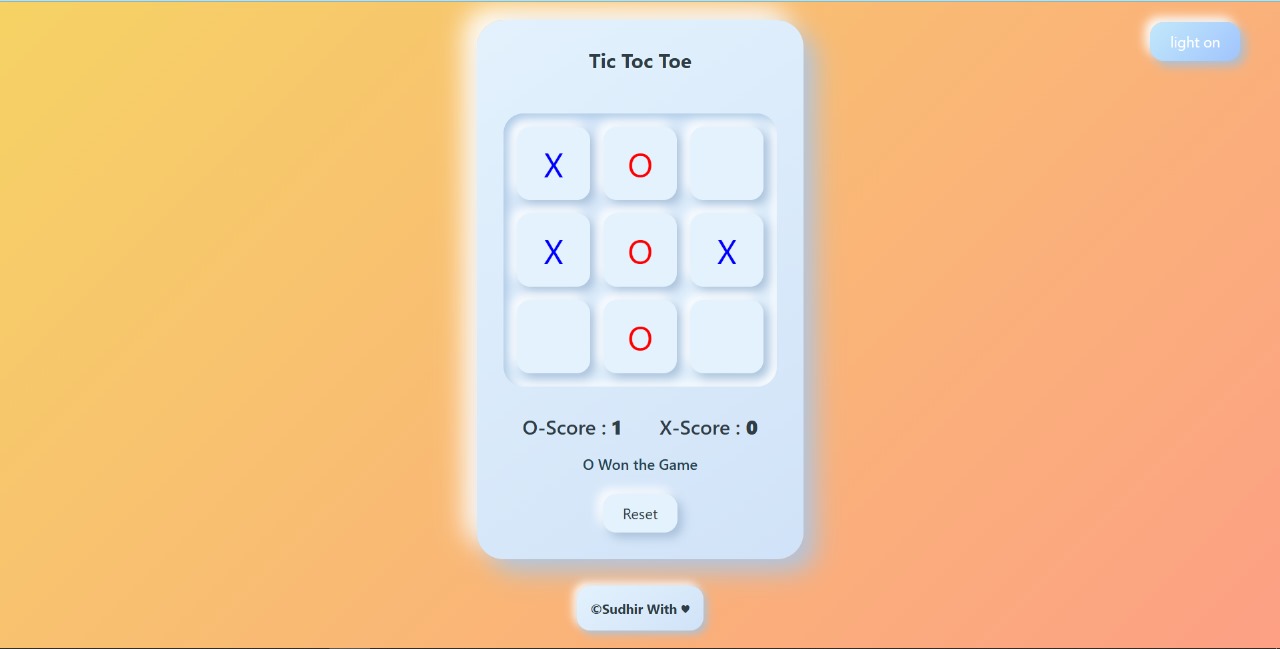 light on
Tic Toc Toe
X O
X O X
O
O-Score : 1 X-Score : 0
O Won the Game
Reset
©Sudhir With ♥